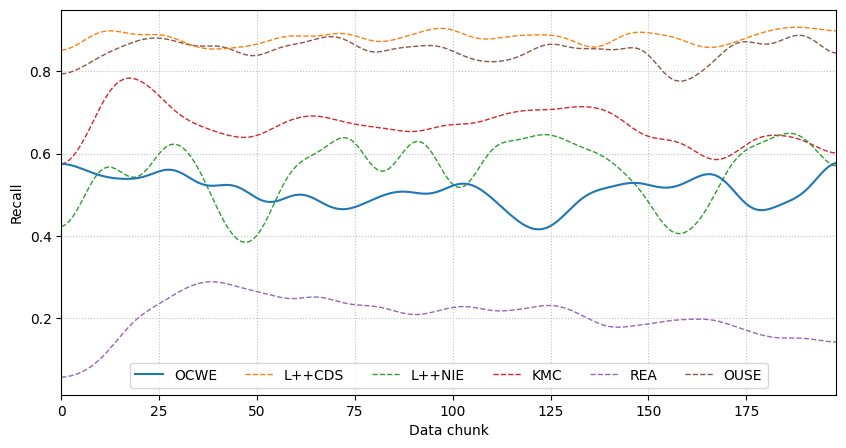 Recall
0.8
0.6
0.4
0.2
OCWE L++CDS L++NIE KMC REA OUSE
0 25 50 75 100 125 150 175
Data chunk